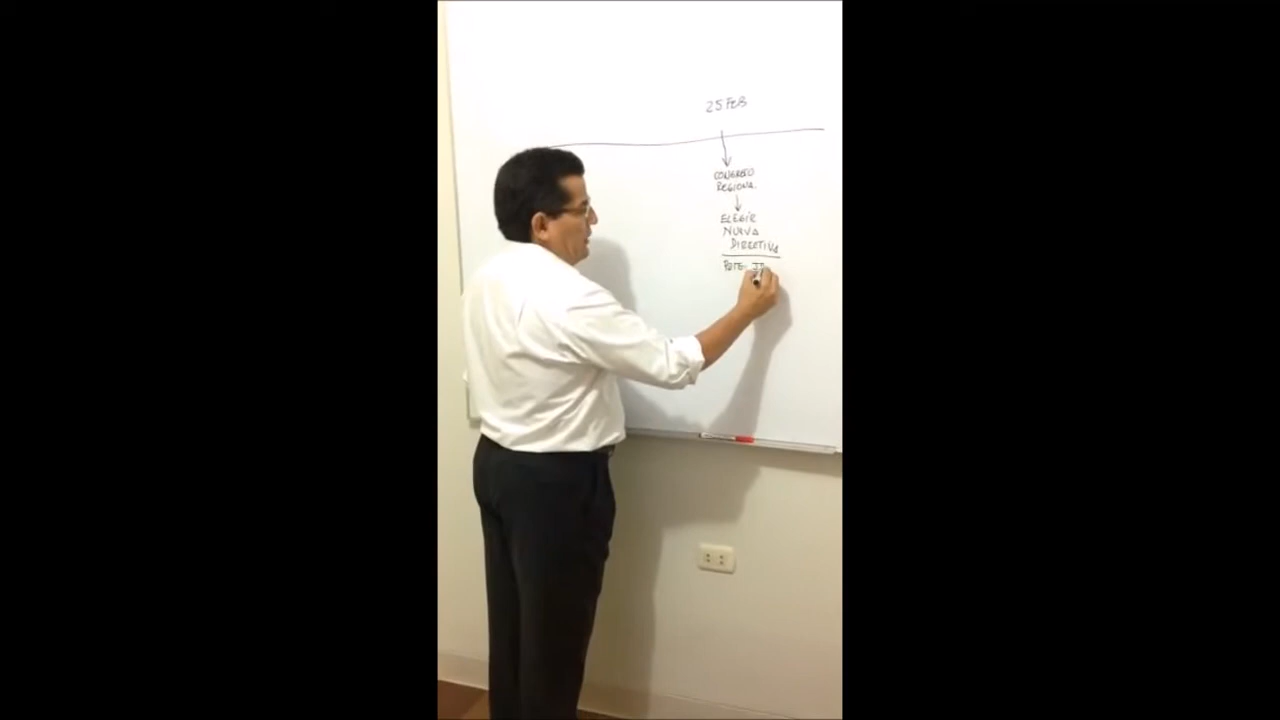 25 FEB
CONGRESO
REGIONAL
ELEGIR
NUEVA
DIRECTIVA